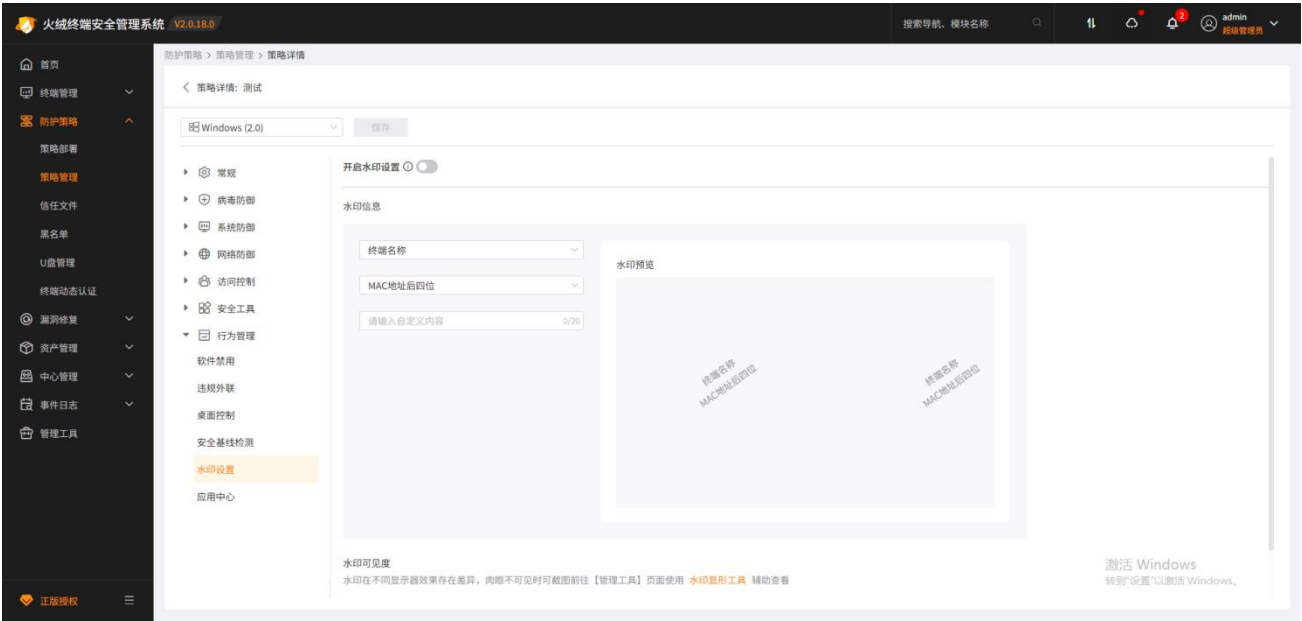 火绒终端安全管理系统 V2.0.18.0
搜索导航、模块名称
2
admin
超级管理员
首页
终端管理
防护策略
策略部署
策略管理
信任文件
黑名单
U盘管理
终端动态认证
漏洞修复
资产管理
中心管理
事件日志
管理工具
正版授权
防护策略 > 策略管理 > 策略详情
策略详情: 测试
Windows (2.0)
保存
常规
病毒防御
系统防御
网络防御
访问控制
安全工具
行为管理
软件禁用
违规外联
桌面控制
安全基线检测
水印设置
应用中心
开启水印设置
水印信息
终端名称
MAC地址后四位
请输入自定义内容 0/20
水印预览
终端名称
MAC地址后四位
终端名称
MAC地址后四位
水印可见度
水印在不同显示器效果存在差异，肉眼不可见时可截图前往【管理工具】页面使用 水印显形工具 辅助查看
激活 Windows
转到"设置"以激活 Windows。